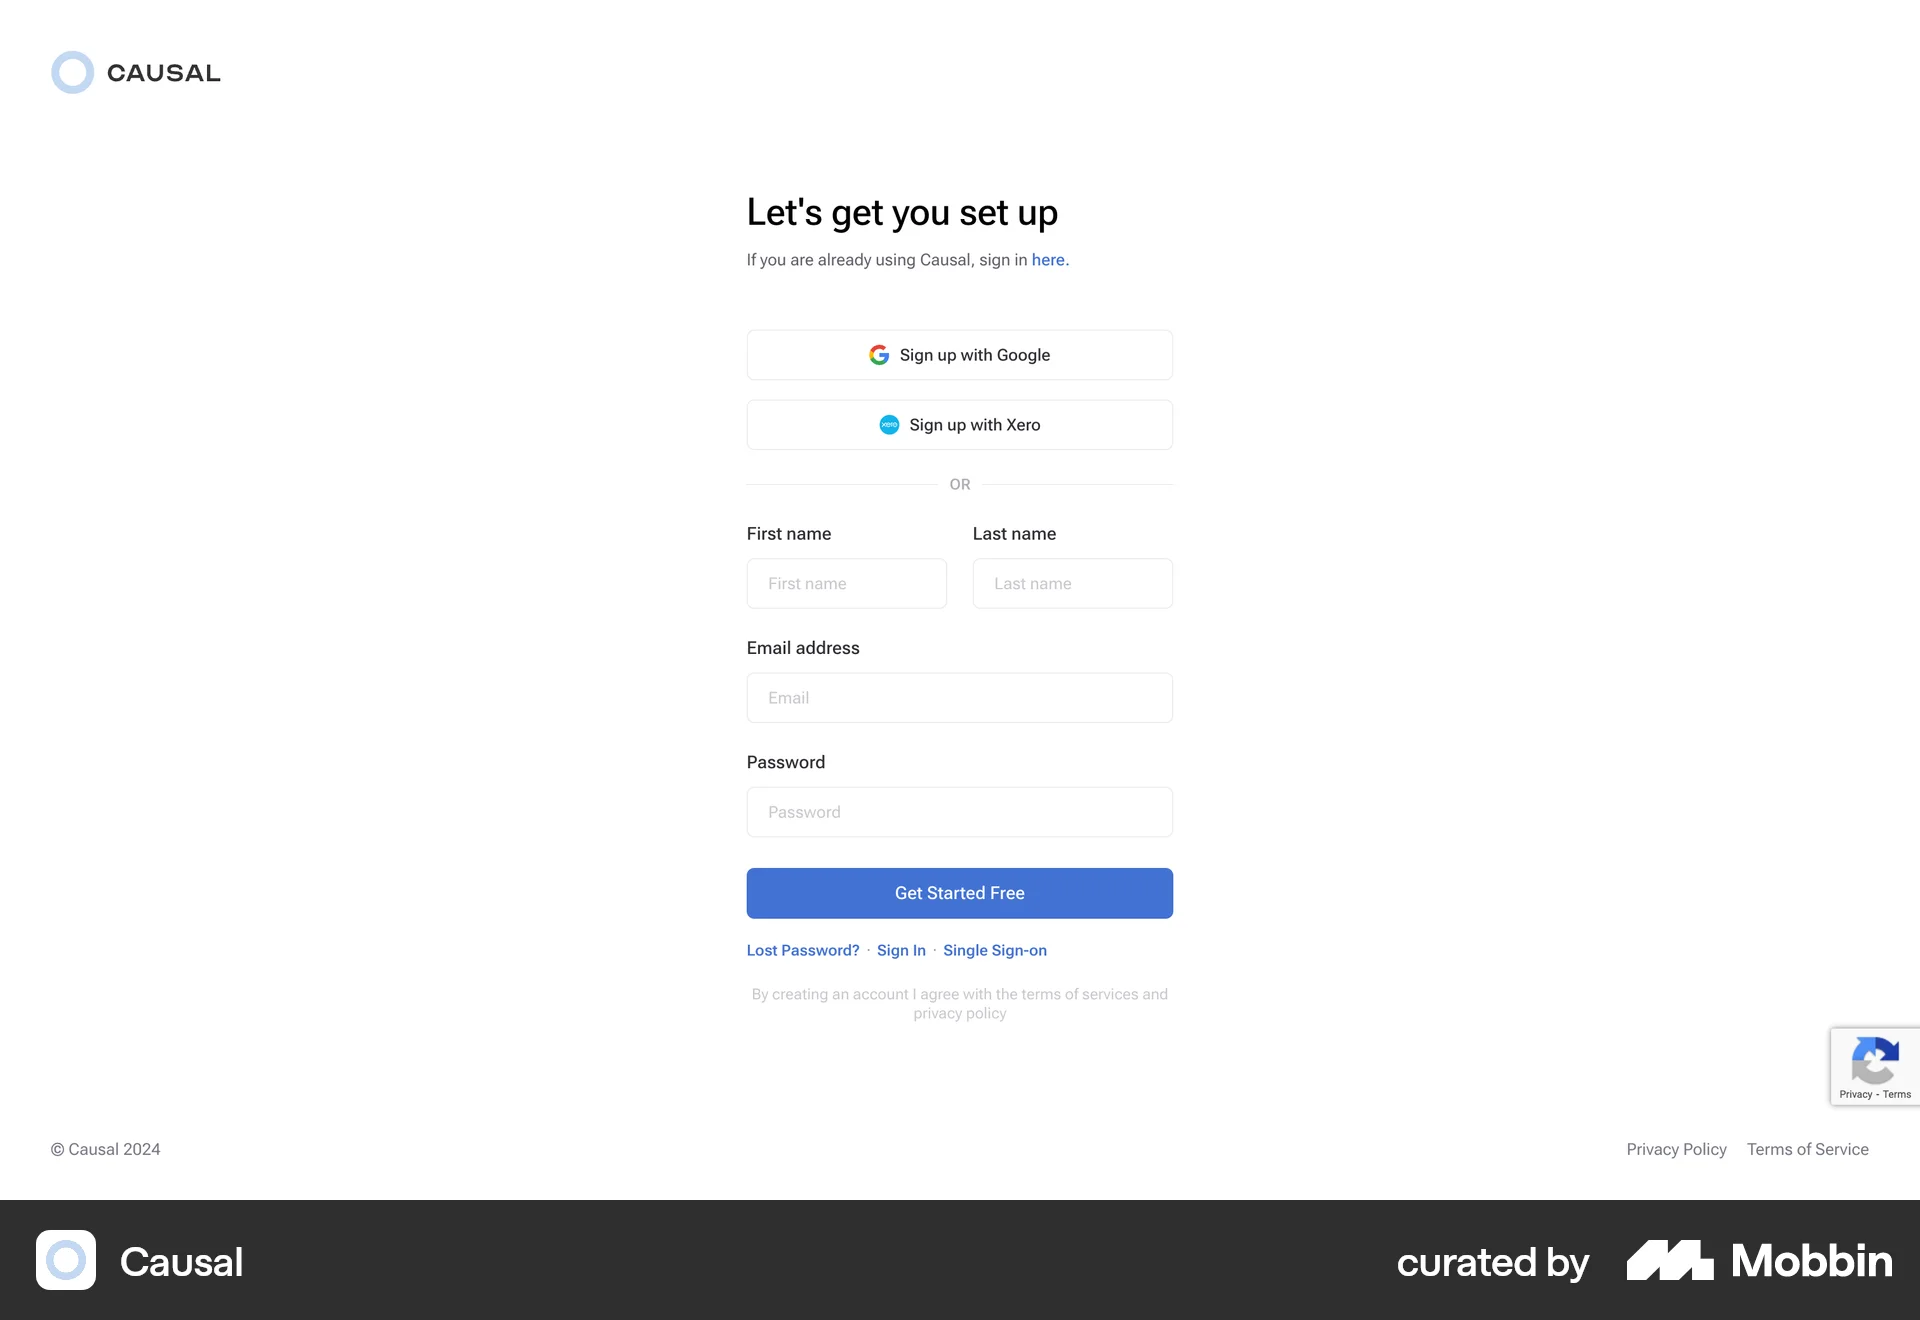 CAUSAL
Let's get you set up
If you are already using Causal, sign in here.
Sign up with Google
xero Sign up with Xero
OR
First name
Last name
First name
Last name
Email address
Email
Password
Password
Get Started Free
Lost Password? · Sign In · Single Sign-on
By creating an account I agree with the terms of services and
privacy policy
Privacy - Terms
© Causal 2024
Privacy Policy
Terms of Service
Causal
curated by
Mobbin